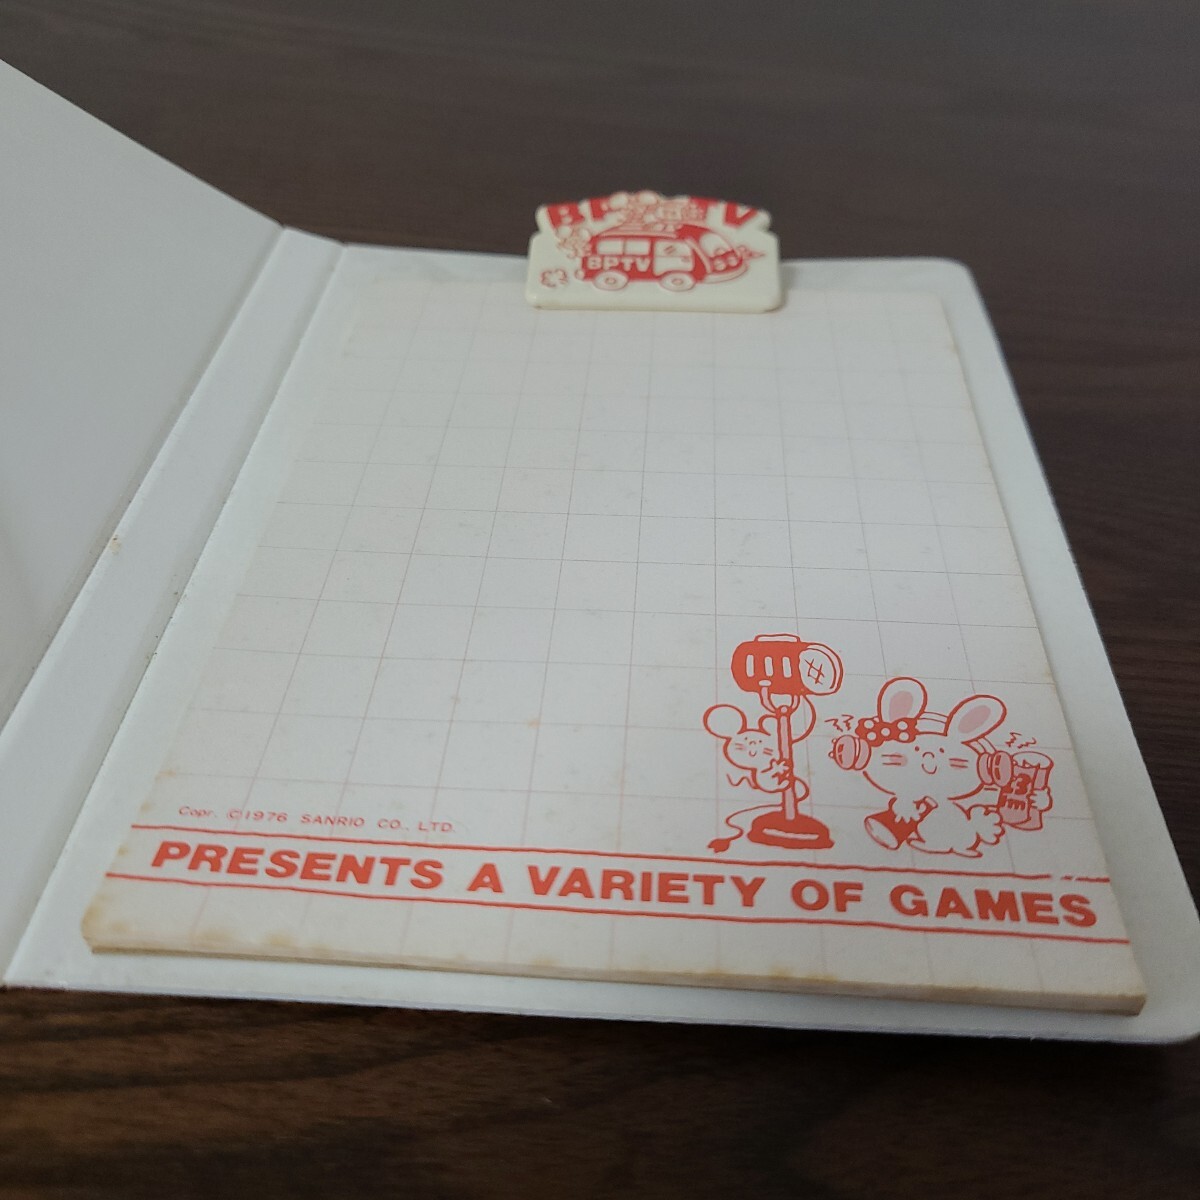 BPTV
BPTV
Copr. ©1976 SANRIO CO., LTD.
PRESENTS A VARIETY OF GAMES